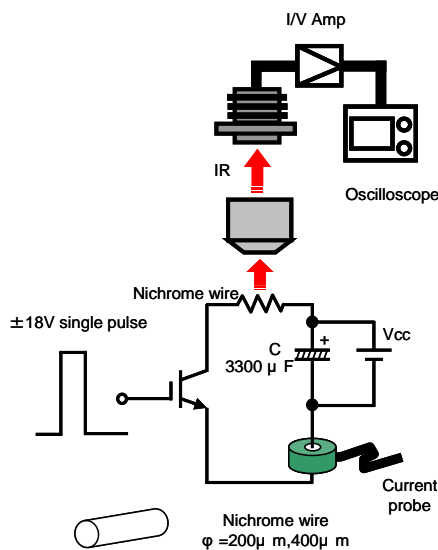 I/V Amp
IR
Oscilloscope
Nichrome wire
±18V single pulse
+
C
3300 μ F
Vcc
Current
probe
Nichrome wire
φ =200μ m,400μ m